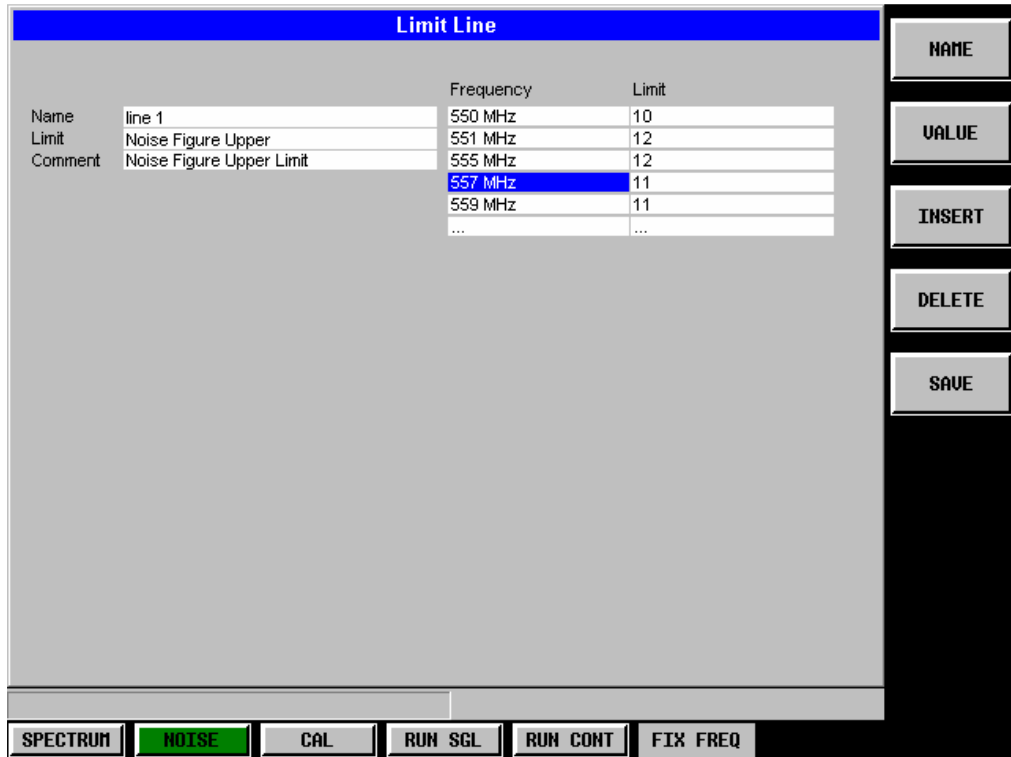 Limit Line
Frequency Limit
Name line 1 550 MHz 10
Limit Noise Figure Upper 551 MHz 12
Comment Noise Figure Upper Limit 555 MHz 12
557 MHz 11
559 MHz 11
... ...
NAME
VALUE
INSERT
DELETE
SAVE
SPECTRUM NOISE CAL RUN SGL RUN CONT FIX FREQ